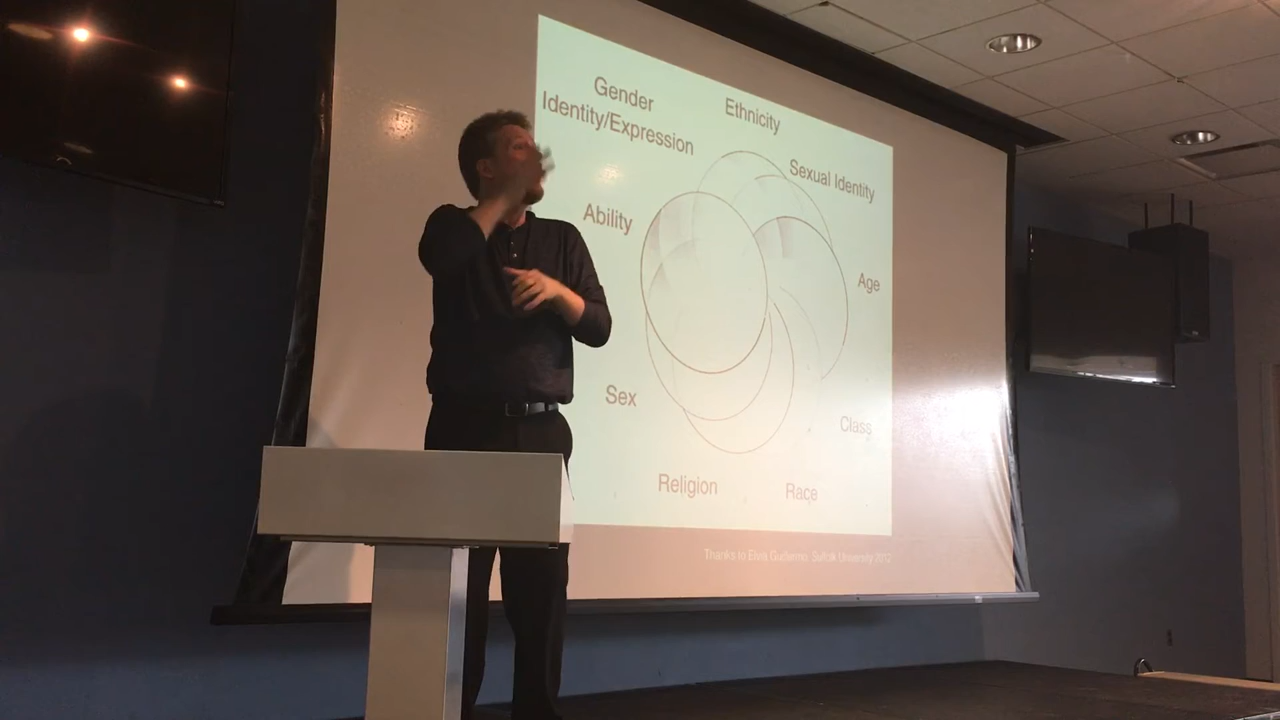 Gender
Identity/Expression
Ethnicity
Sexual Identity
Ability
Age
Sex
Class
Religion
Race
Thanks to Elvis Guillermo, Suffolk University 2012